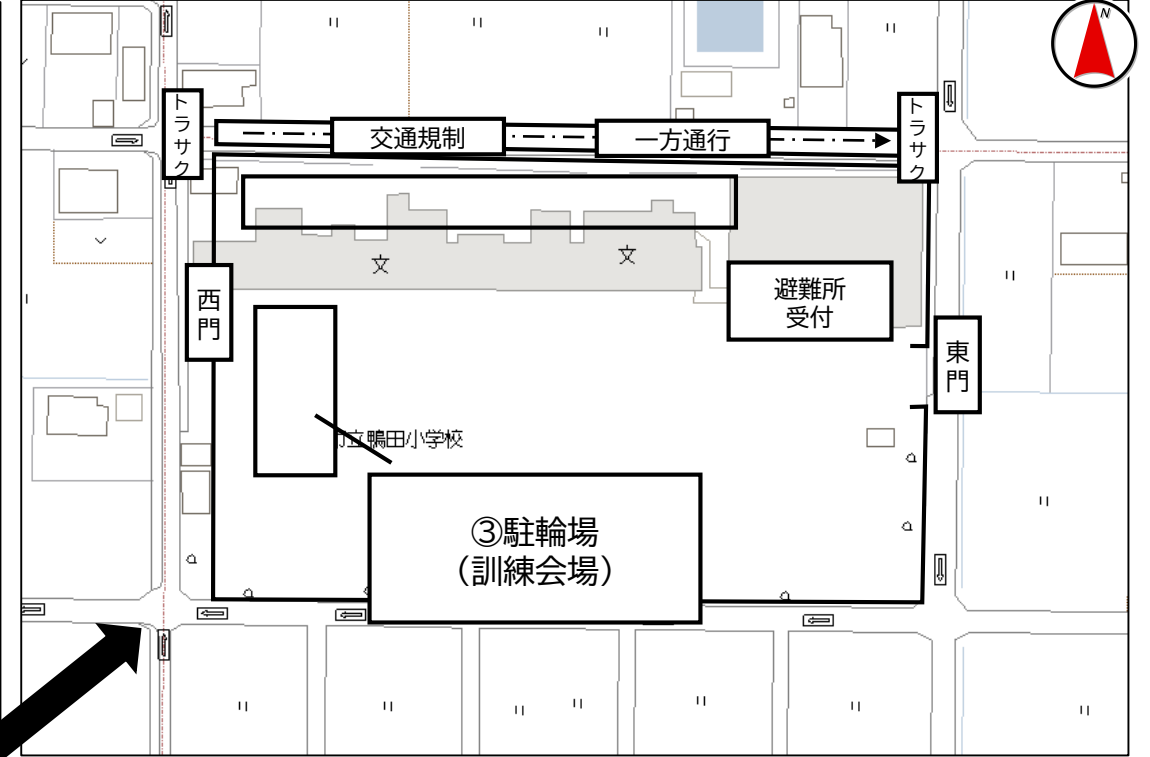 N
トラサク
トラサク
交通規制
一方通行
文
文
避難所
受付
西門
東門
立鴨田小学校
③駐輪場
（訓練会場）